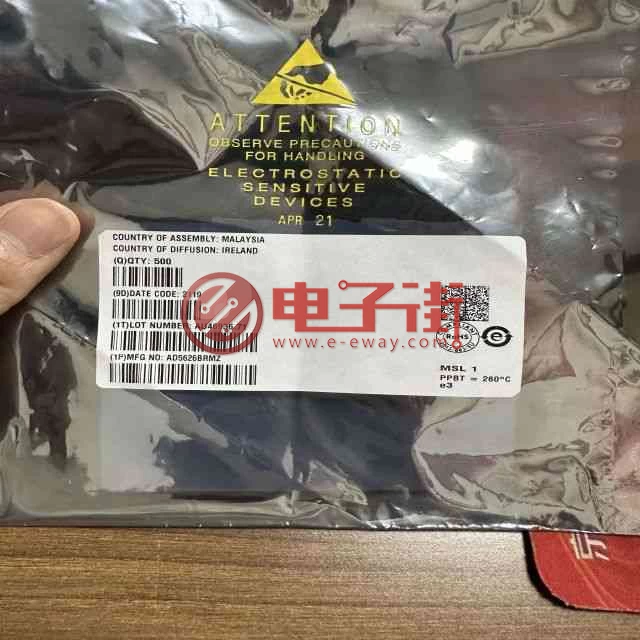 ATTENTION
OBSERVE PRECAUTIONS
FOR HANDLING
ELECTROSTATIC
SENSITIVE
DEVICES
APR 21
COUNTRY OF ASSEMBLY: MALAYSIA
COUNTRY OF DIFFUSION: IRELAND
(Q)QTY: 500
(9D)DATE CODE: 2119
电子街
www.e-eway.com
(1T)LOT NUMBER:
(1P)MFG NO: AD5626BRMZ
RoHS
e
MSL 1
PPBT = 260°C
e3